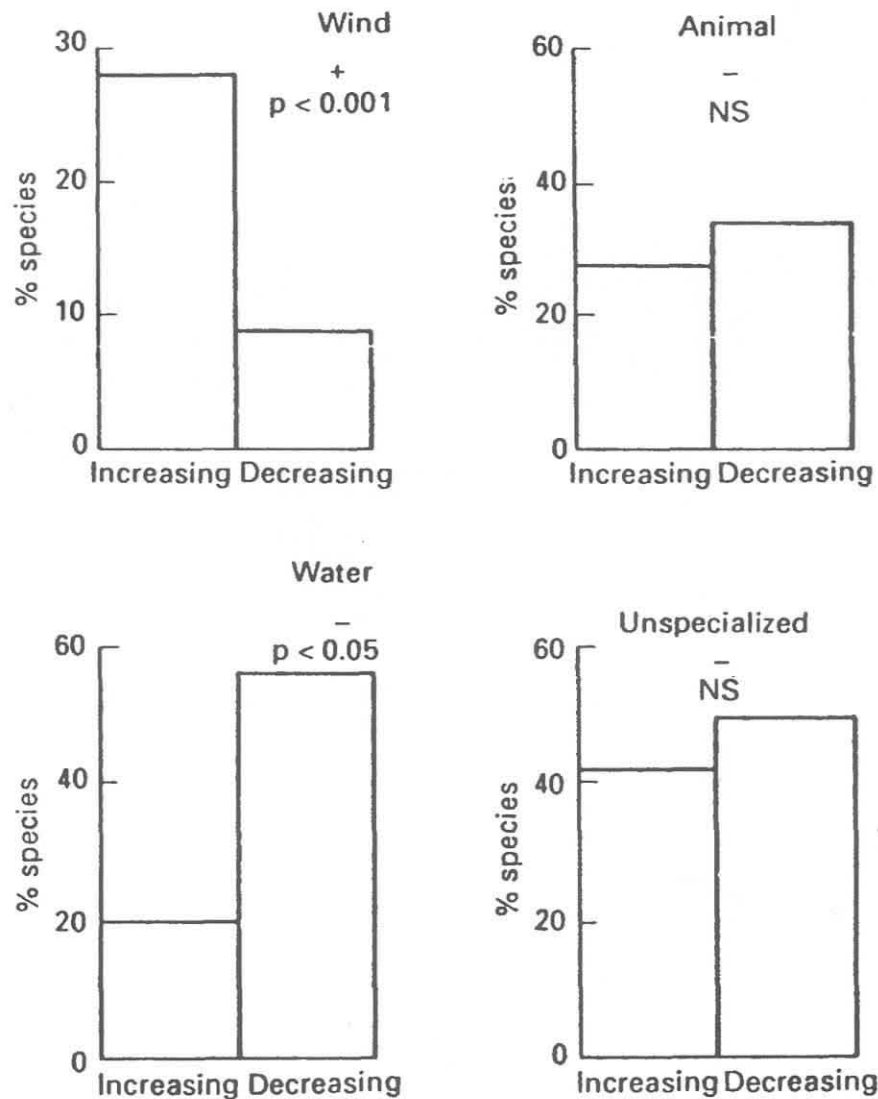 Wind
+
p < 0.001
30
20
10
0
% species
Increasing Decreasing
Animal
–
NS
60
40
20
0
% species
Increasing Decreasing
Water
–
p < 0.05
60
40
20
0
% species
Increasing Decreasing
Unspecialized
–
NS
60
40
20
0
% species
Increasing Decreasing